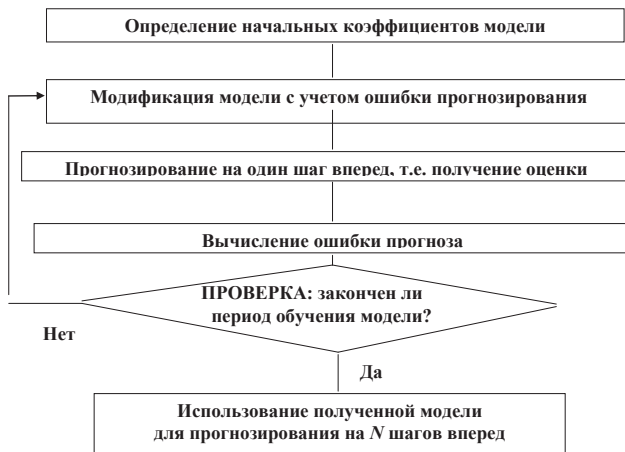 Определение начальных коэффициентов модели
Модификация модели с учетом ошибки прогнозирования
Прогнозирование на один шаг вперед, т.е. получение оценки
Вычисление ошибки прогноза
ПРОВЕРКА: закончен ли
период обучения модели?
Нет
Да
Использование полученной модели
для прогнозирования на N шагов вперед